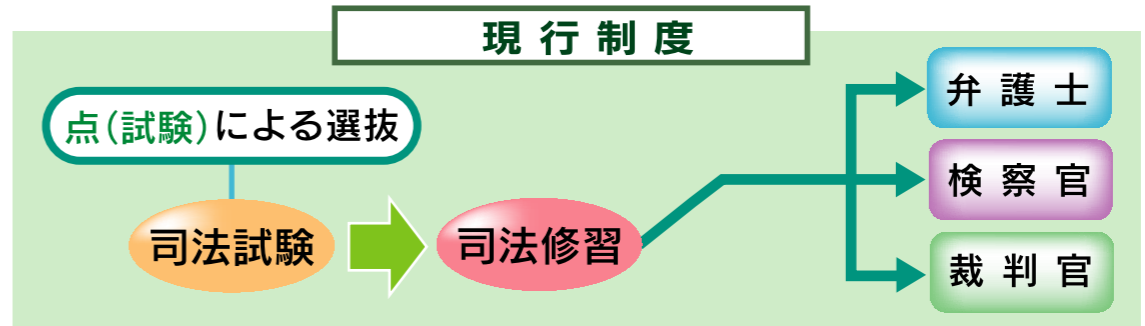 現行制度
点(試験)による選抜
司法試験
司法修習
弁護士
検察官
裁判官